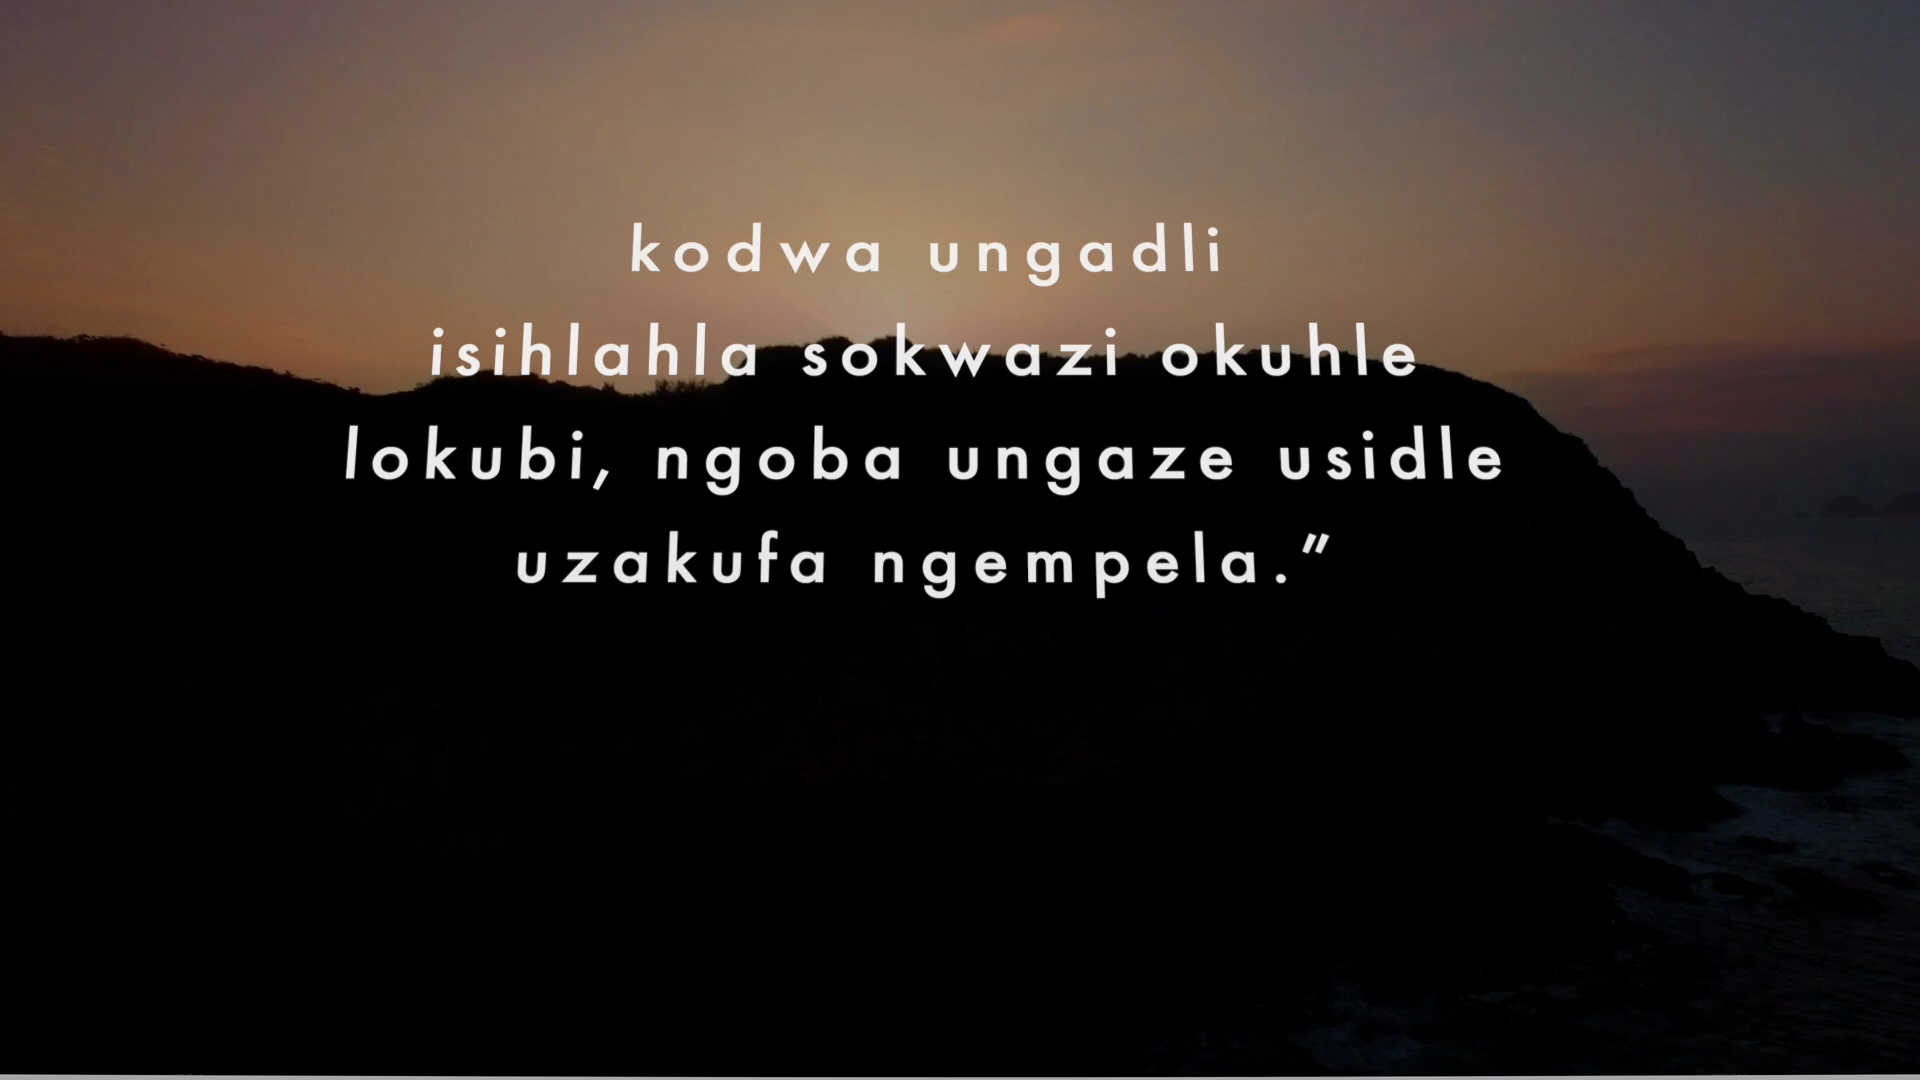 kodwa ungadli
isihlahla sokwazi okuhle
lokubi, ngoba ungaze usidle
uzakufa ngempela.”